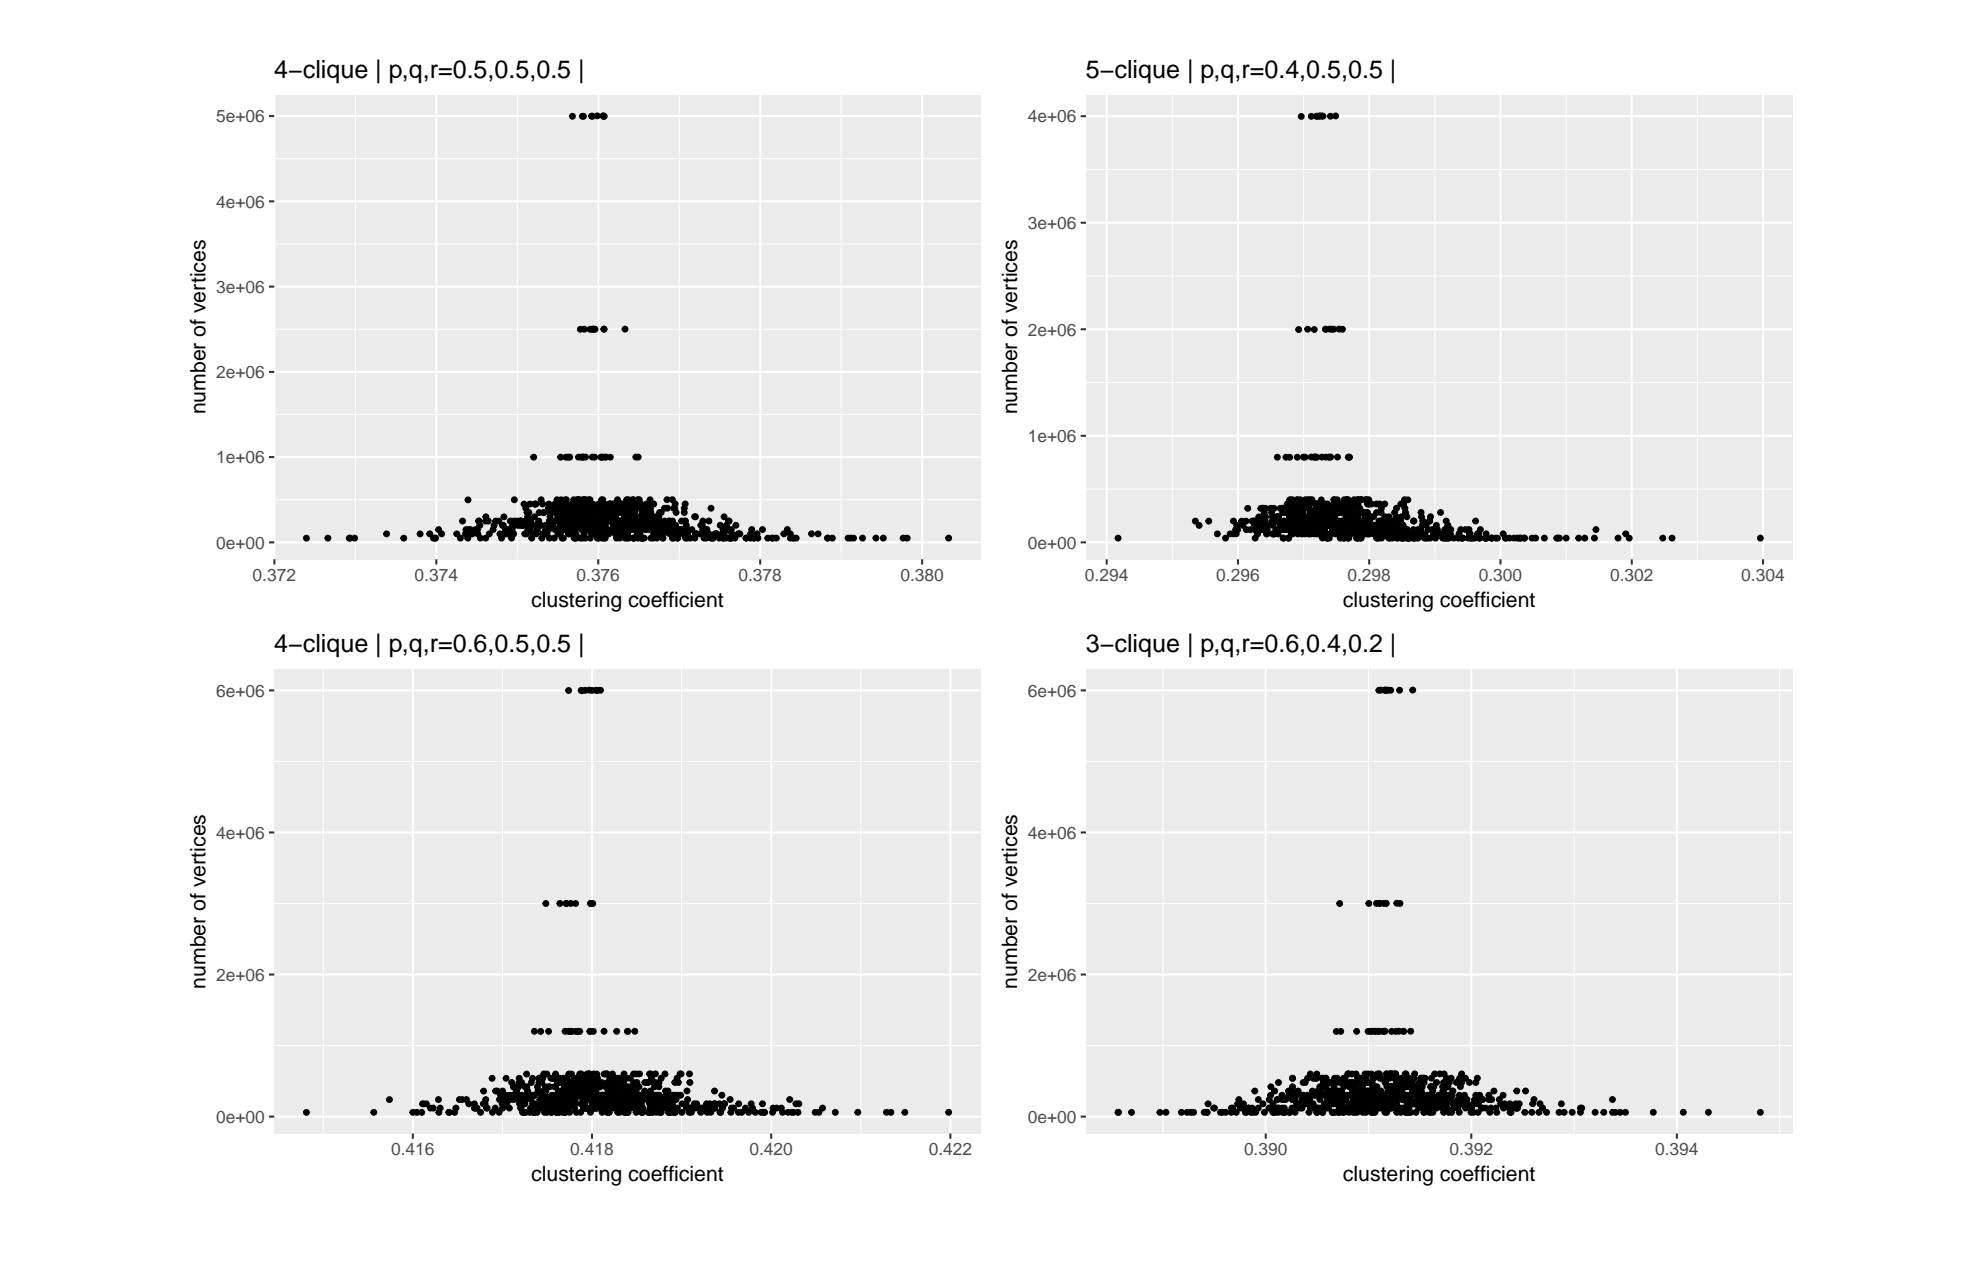 4−clique | p,q,r=0.5,0.5,0.5 |
5e+06
4e+06
3e+06
2e+06
1e+06
0e+00
number of vertices
0.372 0.374 0.376 0.378 0.380
clustering coefficient
5−clique | p,q,r=0.4,0.5,0.5 |
4e+06
3e+06
2e+06
1e+06
0e+00
number of vertices
0.294 0.296 0.298 0.300 0.302 0.304
clustering coefficient
4−clique | p,q,r=0.6,0.5,0.5 |
6e+06
4e+06
2e+06
0e+00
number of vertices
0.416 0.418 0.420 0.422
clustering coefficient
3−clique | p,q,r=0.6,0.4,0.2 |
6e+06
4e+06
2e+06
0e+00
number of vertices
0.390 0.392 0.394
clustering coefficient